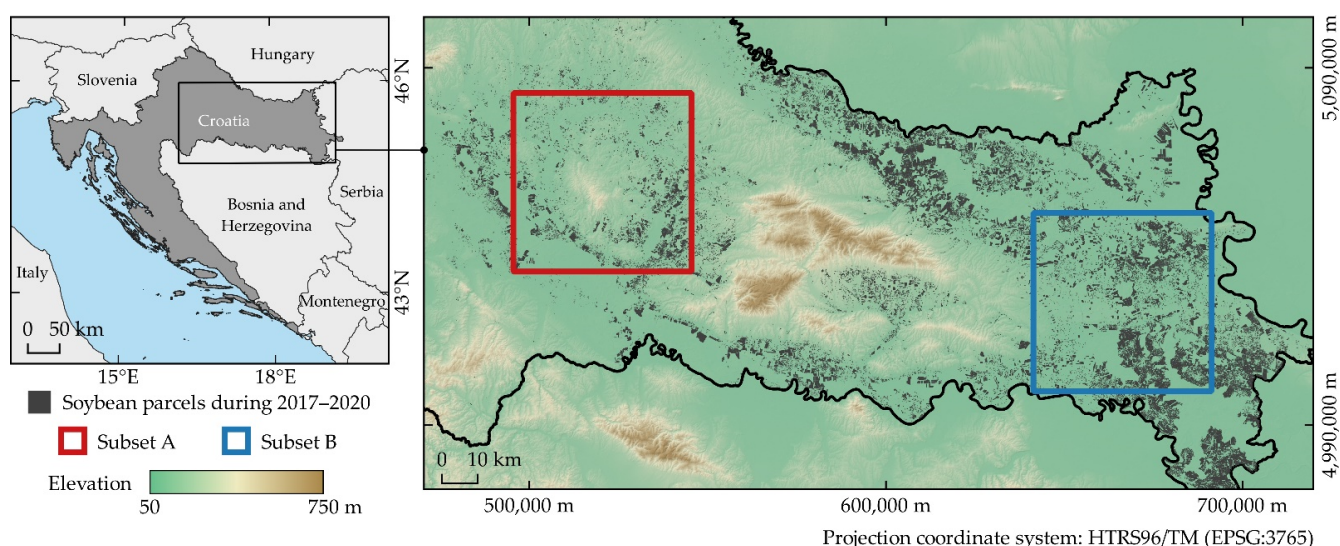 Hungary
Slovenia
Croatia
Serbia
Bosnia and
Herzegovina
Italy
Montenegro
0 50 km
46°N
43°N
15°E
18°E
Soybean parcels during 2017–2020
Subset A
Subset B
Elevation
50
750 m
0 10 km
500,000 m
600,000 m
700,000 m
5,090,000 m
4,990,000 m
Projection coordinate system: HTRS96/TM (EPSG:3765)